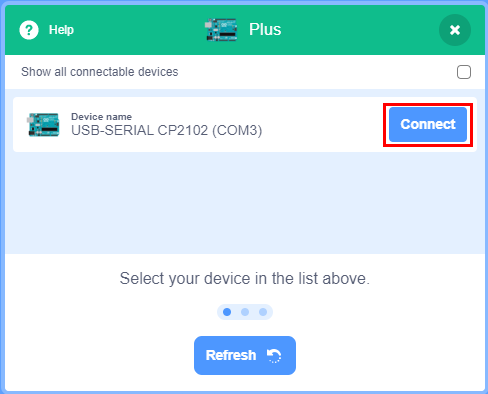 Help
Plus
Show all connectable devices
Device name
USB-SERIAL CP2102 (COM3)
Connect
Select your device in the list above.
Refresh